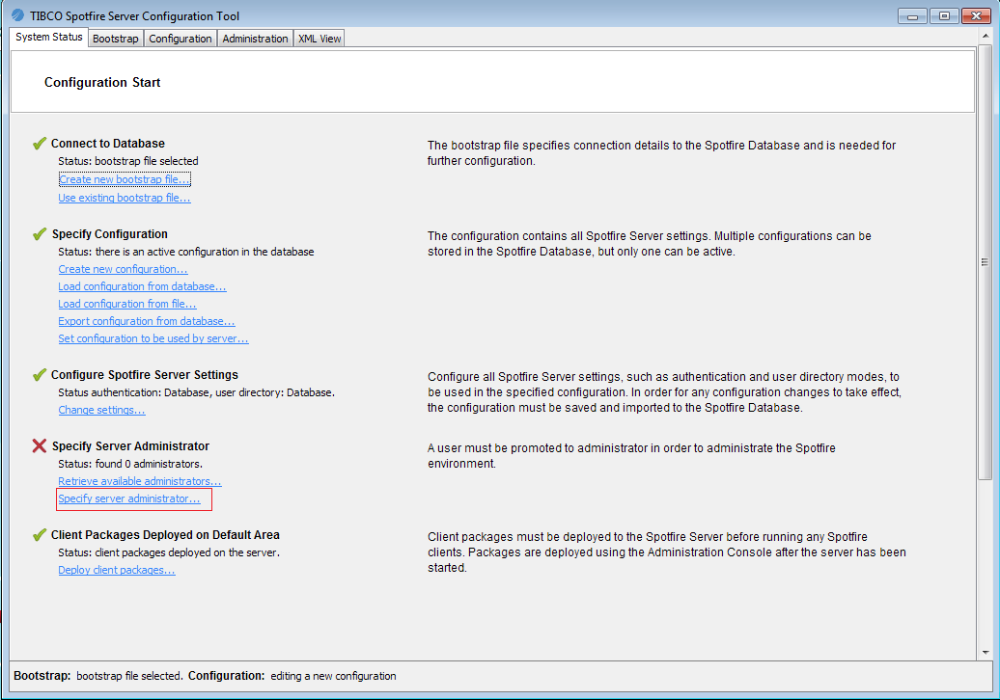 TIBCO Spotfire Server Configuration Tool
System Status Bootstrap Configuration Administration XML View
Configuration Start
Connect to Database
Status: bootstrap file selected
Create new bootstrap file...
Use existing bootstrap file...
The bootstrap file specifies connection details to the Spotfire Database and is needed for
further configuration.
Specify Configuration
Status: there is an active configuration in the database
Create new configuration...
Load configuration from database...
Load configuration from file...
Export configuration from database...
Set configuration to be used by server...
The configuration contains all Spotfire Server settings. Multiple configurations can be
stored in the Spotfire Database, but only one can be active.
Configure Spotfire Server Settings
Status authentication: Database, user directory: Database.
Change settings...
Configure all Spotfire Server settings, such as authentication and user directory modes, to
be used in the specified configuration. In order for any configuration changes to take effect,
the configuration must be saved and imported to the Spotfire Database.
Specify Server Administrator
Status: found 0 administrators.
Retrieve available administrators...
Specify server administrator...
A user must be promoted to administrator in order to administrate the Spotfire
environment.
Client Packages Deployed on Default Area
Status: client packages deployed on the server.
Deploy client packages...
Client packages must be deployed to the Spotfire Server before running any Spotfire
clients. Packages are deployed using the Administration Console after the server has been
started.
Bootstrap: bootstrap file selected. Configuration: editing a new configuration